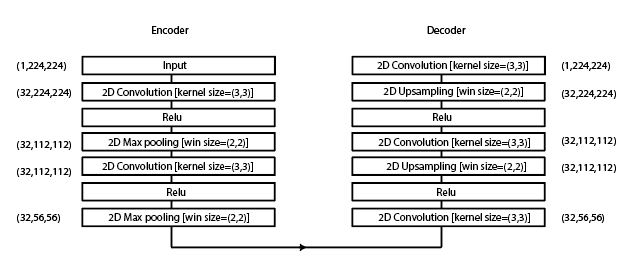 Encoder
Decoder
(1,224,224) Input
2D Convolution [kernel size=(3,3)] (1,224,224)
(32,224,224) 2D Convolution [kernel size=(3,3)]
2D Upsampling [win size=(2,2)] (32,224,224)
Relu
Relu
(32,112,112) 2D Max pooling [win size=(2,2)]
2D Convolution [kernel size=(3,3)] (32,112,112)
(32,112,112) 2D Convolution [kernel size=(3,3)]
2D Upsampling [win size=(2,2)] (32,112,112)
Relu
Relu
(32,56,56) 2D Max pooling [win size=(2,2)]
2D Convolution [kernel size=(3,3)] (32,56,56)